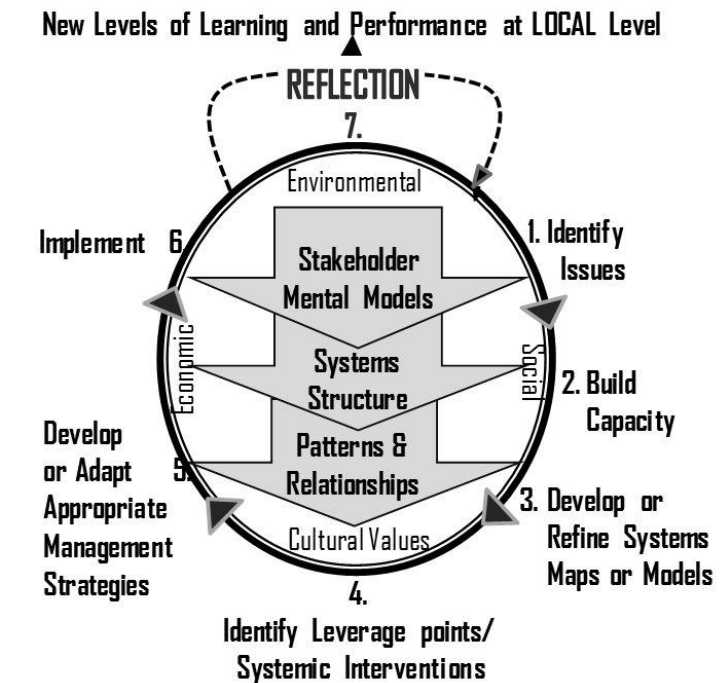 New Levels of Learning and Performance at LOCAL Level
REFLECTION
7.
Environmental
1. Identify
Issues
Implement 6.
Stakeholder
Mental Models
Economic
Social
Systems
Structure
2. Build
Capacity
Patterns &
Relationships
Develop
or Adapt 5.
Appropriate
Management
Strategies
3. Develop or
Refine Systems
Maps or Models
Cultural Values
4.
Identify Leverage points/
Systemic Interventions